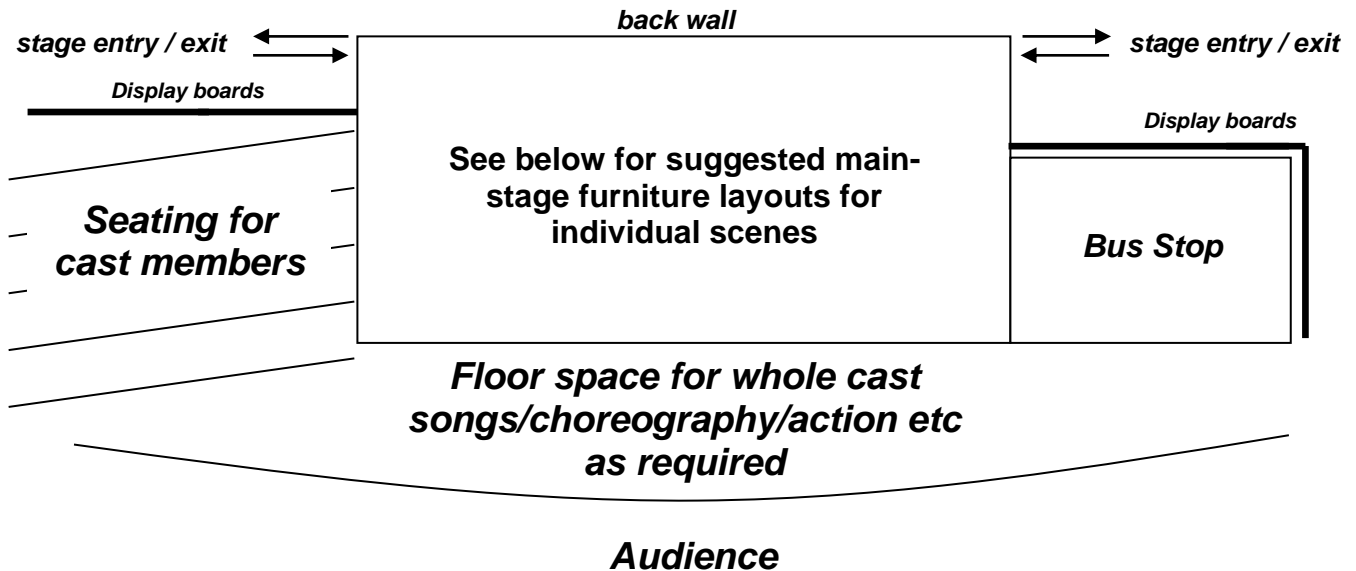 back wall
stage entry / exit
stage entry / exit
Display boards
Display boards
See below for suggested main-
stage furniture layouts for
individual scenes
Seating for
cast members
Bus Stop
Floor space for whole cast
songs/choreography/action etc
as required
Audience